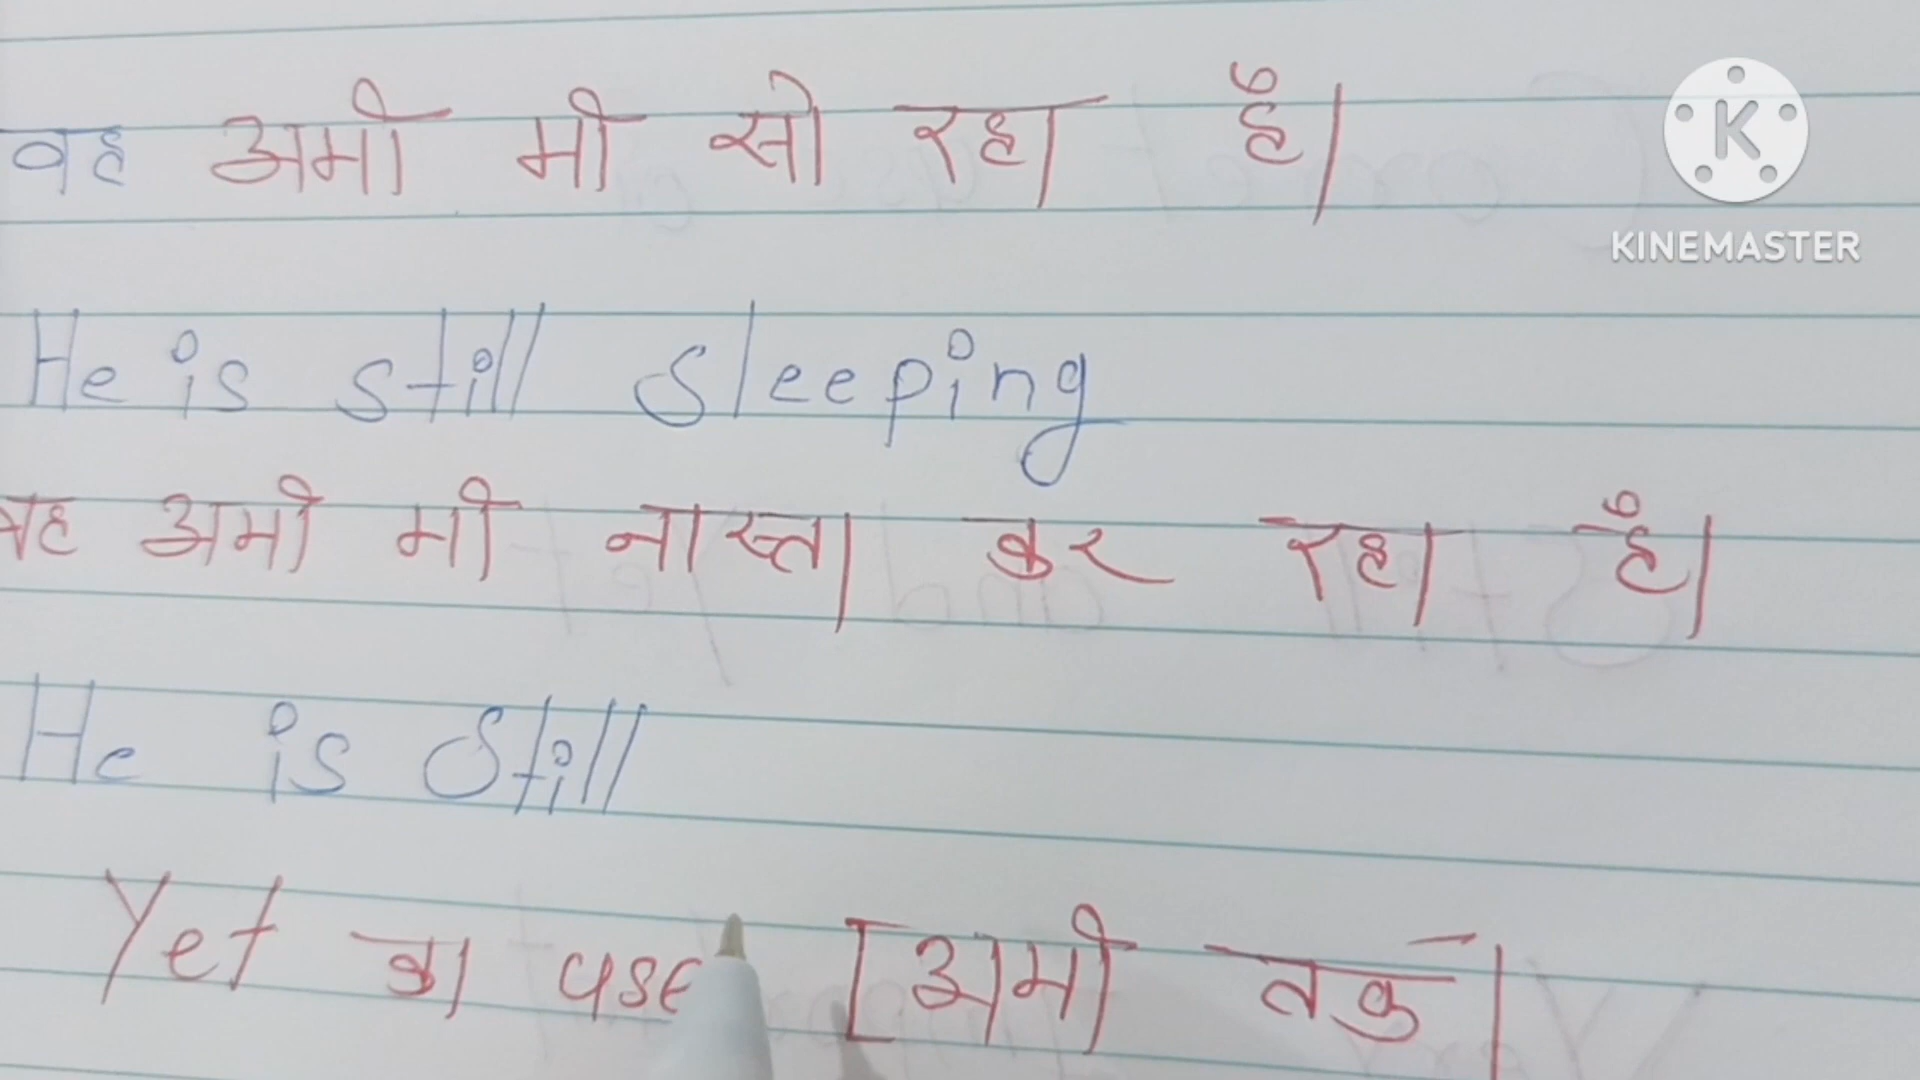 वह अभी भी सो रहा है।
KINEMASTER
He is still sleeping
वह अभी भी नास्ता कर रहा है।
He is still
Yet का use [अभी तक]